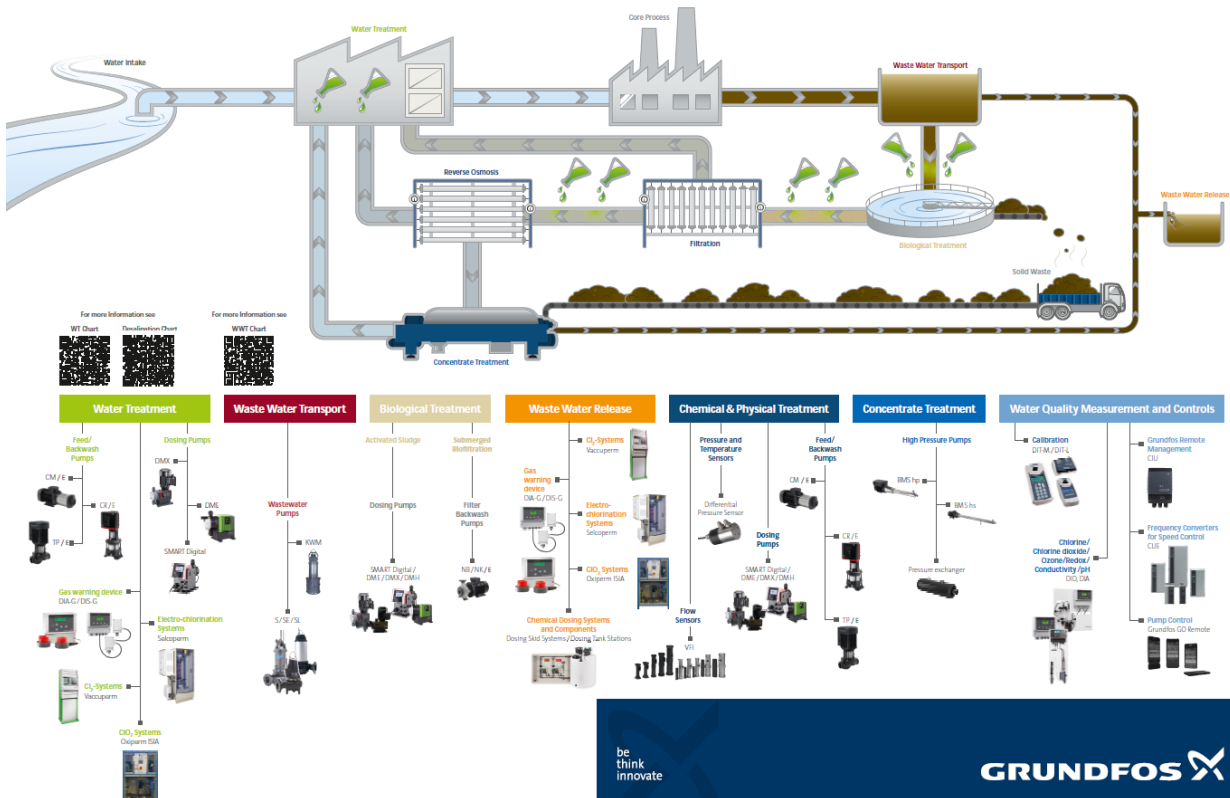 Core Process
Water Treatment
Water Intake
Waste Water Transport
Reverse Osmosis
Waste Water Release
Filtration
Biological Treatment
Solid Waste
For more Information see
For more Information see
WT Chart
Desalination Chart
WWT Chart
Concentrate Treatment
Water Treatment
Feed/
Backwash
Pumps
CM / E
CR / E
TP / E
Dosing Pumps
DMX
DME
SMART Digital
Gas warning device
DIA-G / DIS-G
Electro-chlorination
Systems
Selcoperm
Cl₂-Systems
Vaccuperm
ClO₂ Systems
Oxiperm ISIA
Waste Water Transport
Wastewater
Pumps
KWM
S / SE / SL
Biological Treatment
Activated Sludge
Dosing Pumps
SMART Digital /
DME / DMX / DMH
Submerged
Biofiltration
Filter
Backwash
Pumps
NB / NK / E
Waste Water Release
Cl₂-Systems
Vaccuperm
Gas
warning
device
DIA-G / DIS-G
Electro-
chlorination
Systems
Selcoperm
ClO₂ Systems
Oxiperm ISIA
Chemical Dosing Systems
and Components
Dosing Skid Systems / Dosing Tank Stations
Chemical & Physical Treatment
Pressure and
Temperature
Sensors
Differential
Pressure Sensor
Dosing
Pumps
SMART Digital /
DME / DMX / DMH
Flow
Sensors
VFI
Feed/
Backwash
Pumps
CM / E
CR / E
TP / E
Concentrate Treatment
High Pressure Pumps
BMS hp
BMS hs
Pressure exchanger
Water Quality Measurement and Controls
Calibration
DIT-M / DIT-L
Chlorine/
Chlorine dioxide/
Ozone/Redox/
Conductivity /pH
DID, DIA
Grundfos Remote
Management
CIU
Frequency Converters
for Speed Control
CUE
Pump Control
Grundfos GO Remote
be
think
innovate
GRUNDFOS